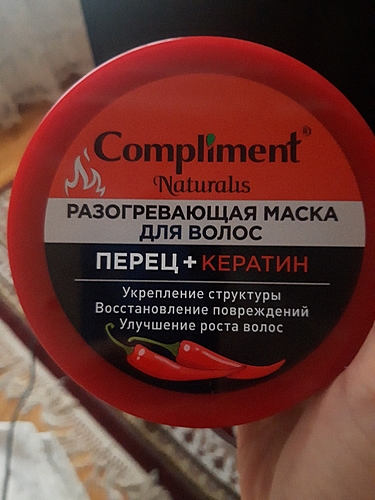 Compliment®
Naturalis
РАЗОГРЕВАЮЩАЯ МАСКА
ДЛЯ ВОЛОС
ПЕРЕЦ+КЕРАТИН
Укрепление структуры
Восстановление повреждений
Улучшение роста волос